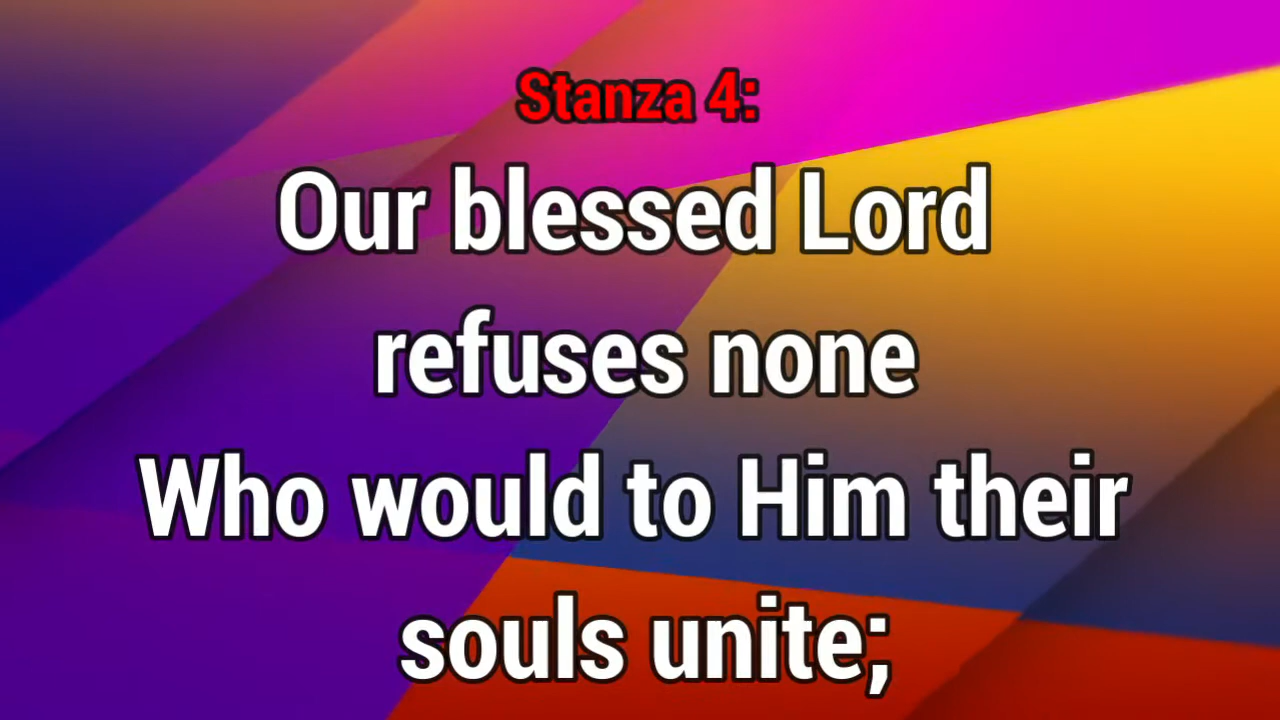 Stanza 4:
Our blessed Lord
refuses none
Who would to Him their
souls unite;